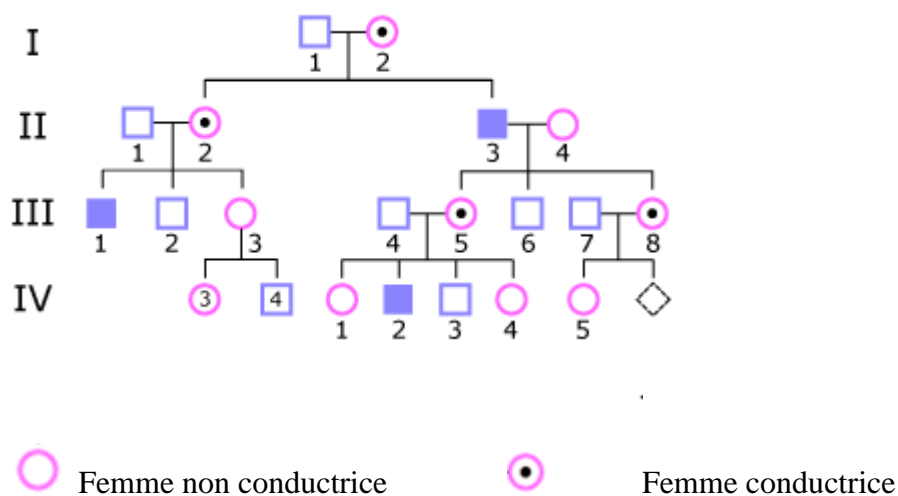 I
1 2
II
1 2 3 4
III
1 2 3 4 5 6 7 8
IV
3 4
1 2 3 4 5
Femme non conductrice Femme conductrice